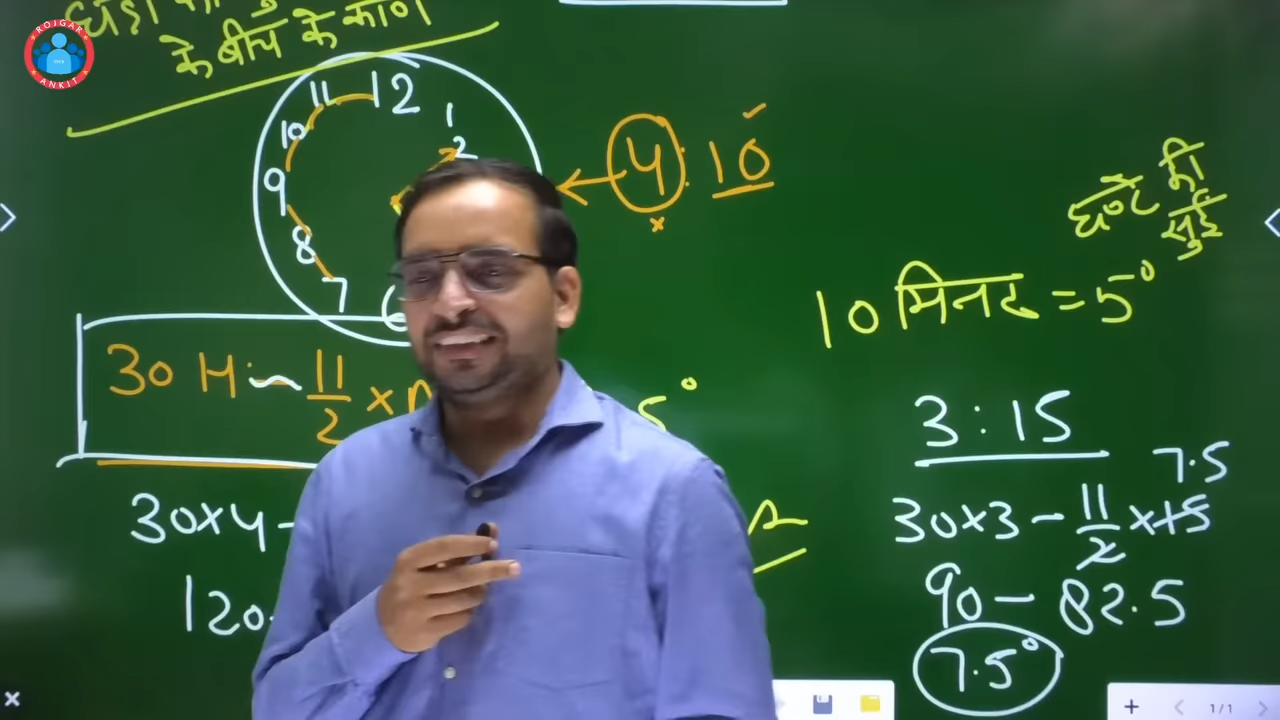 ROJGAR
ANKIT
के बीच के कोण
12
11
1
10
2
9
8
7
6
4 : 10
घंटे की सुई
10 मिनट = 5°
30 H ~ 11/2 ×
5°
3 : 15
7.5
30×4 -
30×3 - 11/2 ×15
120
90 - 82.5
7.5°
1/1